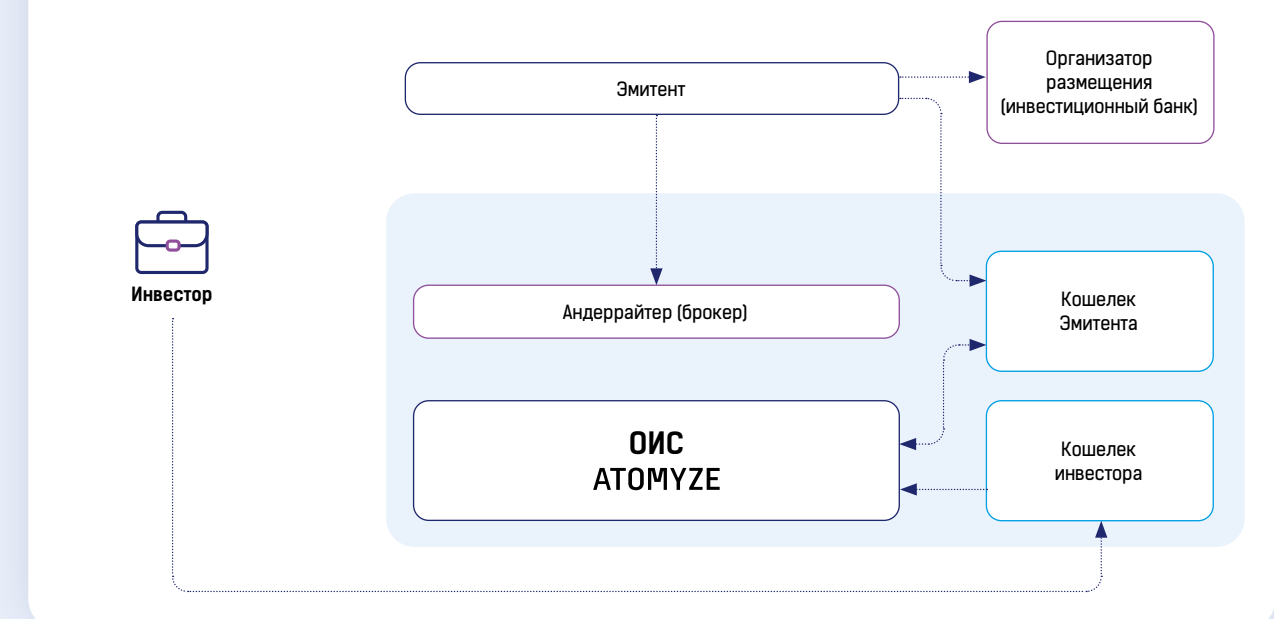 Организатор
размещения
(инвестиционный банк)
Эмитент
Инвестор
Андеррайтер (брокер)
Кошелек
Эмитента
ОИС
ATOMYZE
Кошелек
инвестора